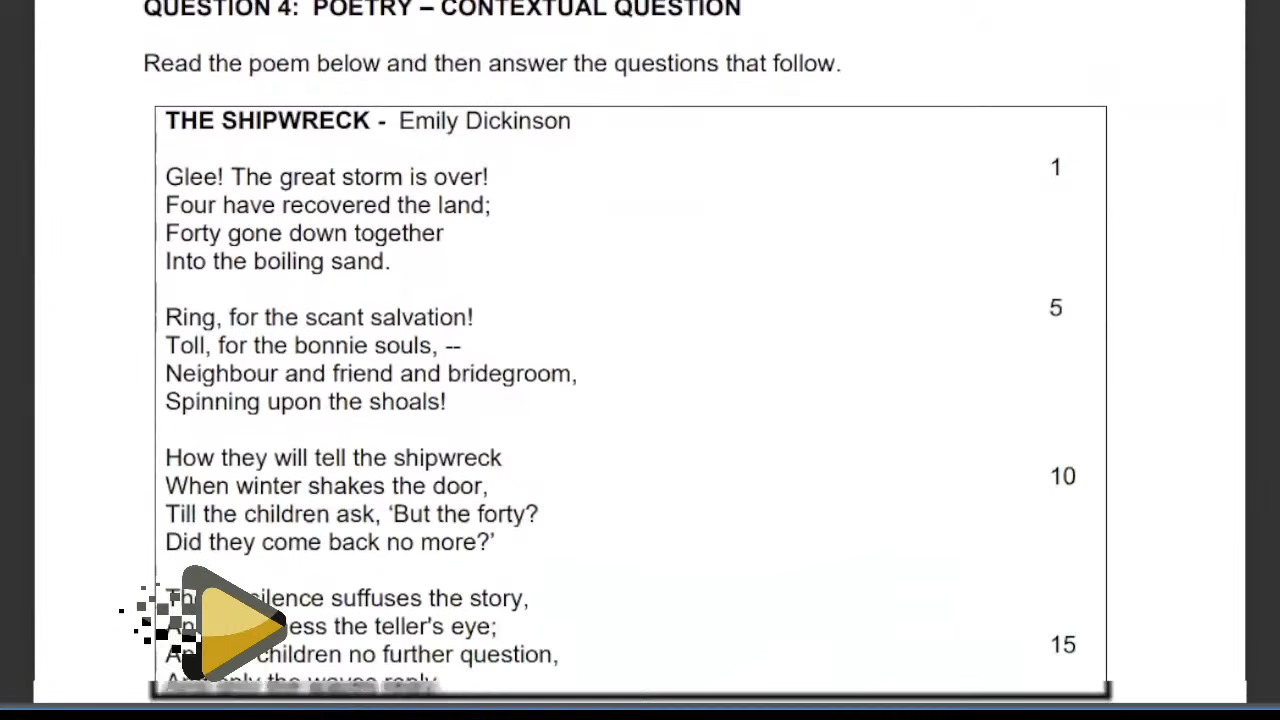 QUESTION 4: POETRY – CONTEXTUAL QUESTION
Read the poem below and then answer the questions that follow.
THE SHIPWRECK - Emily Dickinson
Glee! The great storm is over! 1
Four have recovered the land;
Forty gone down together
Into the boiling sand.
Ring, for the scant salvation! 5
Toll, for the bonnie souls, --
Neighbour and friend and bridegroom,
Spinning upon the shoals!
How they will tell the shipwreck
When winter shakes the door, 10
Till the children ask, ‘But the forty?
Did they come back no more?’
silence suffuses the story,
the teller's eye;
children no further question, 15
only the waves reply.